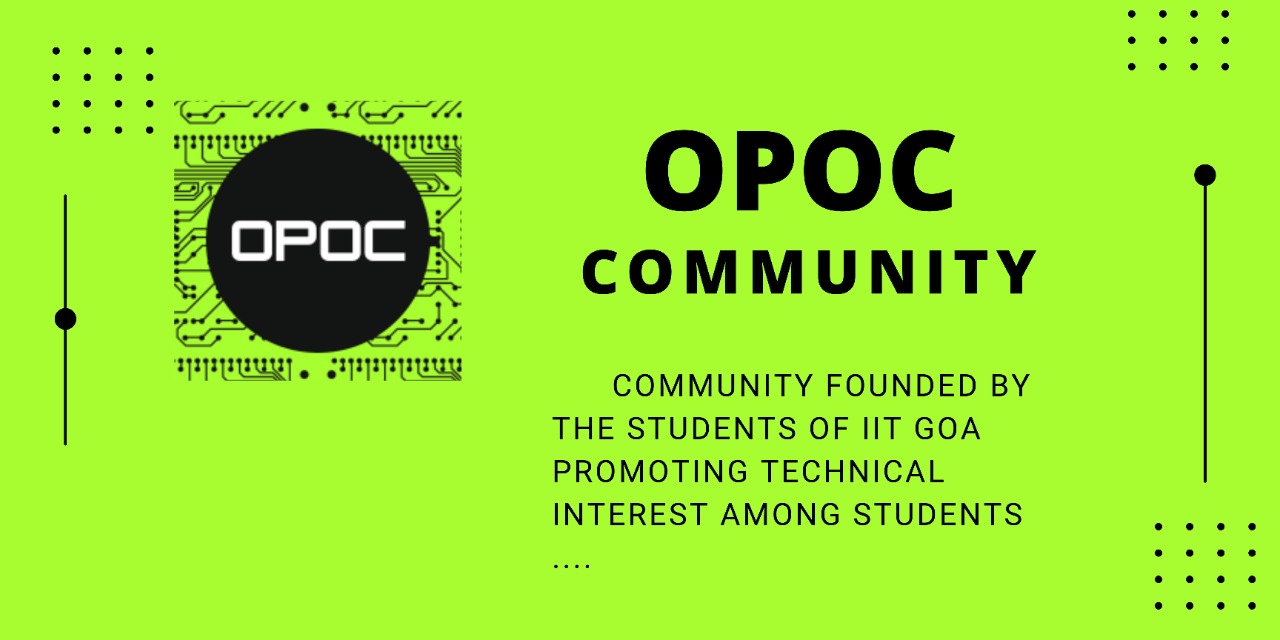 OPOC
OPOC
COMMUNITY
COMMUNITY FOUNDED BY
THE STUDENTS OF IIT GOA
PROMOTING TECHNICAL
INTEREST AMONG STUDENTS
....